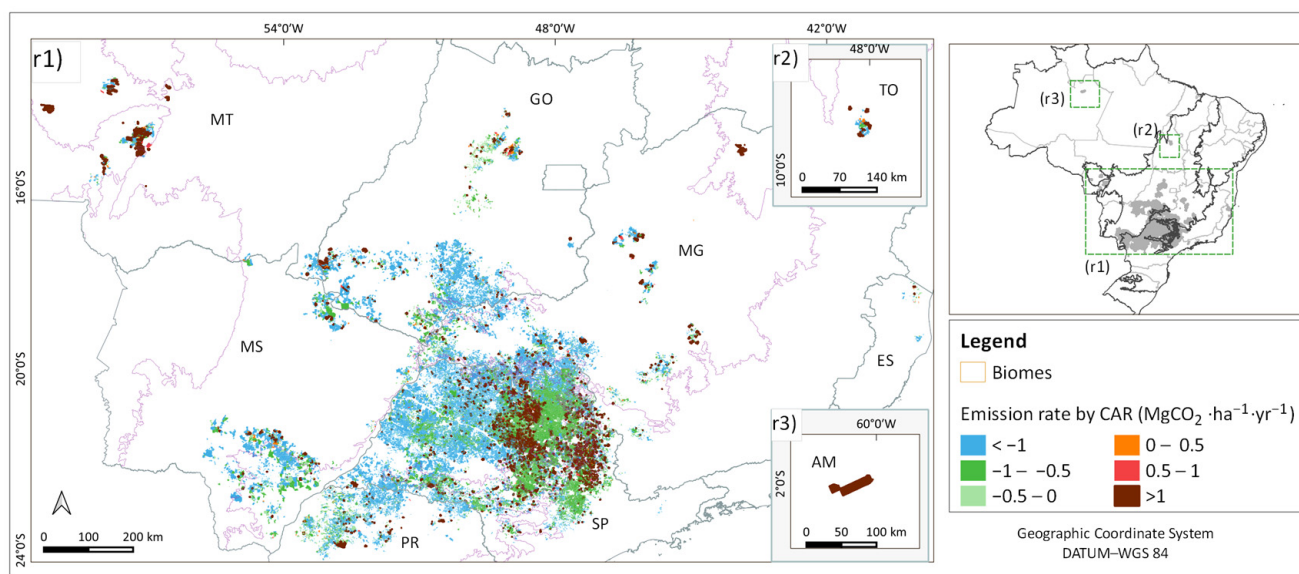 54°0'W
48°0'W
42°0'W
r1)
r2)
48°0'W
TO
10°0'S
0 70 140 km
MT
GO
16°0'S
MG
MS
20°0'S
ES
r3)
60°0'W
AM
2°0'S
0 50 100 km
SP
PR
0 100 200 km
24°0'S
(r3)
(r2)
(r1)
Legend
Biomes
Emission rate by CAR (MgCO₂ ·ha⁻¹·yr⁻¹)
< −1
−1 – −0.5
−0.5 – 0
0 – 0.5
0.5 – 1
>1
Geographic Coordinate System
DATUM–WGS 84